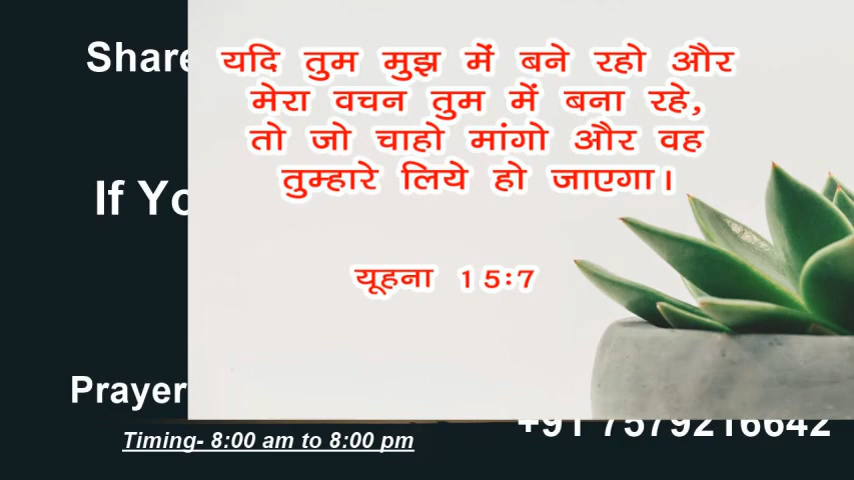 Share
यदि तुम मुझ में बने रहो और
मेरा वचन तुम में बना रहे,
तो जो चाहो मांगो और वह
तुम्हारे लिये हो जाएगा।
If Yo
यूहना 15:7
Prayer
+91 7579216642
Timing- 8:00 am to 8:00 pm